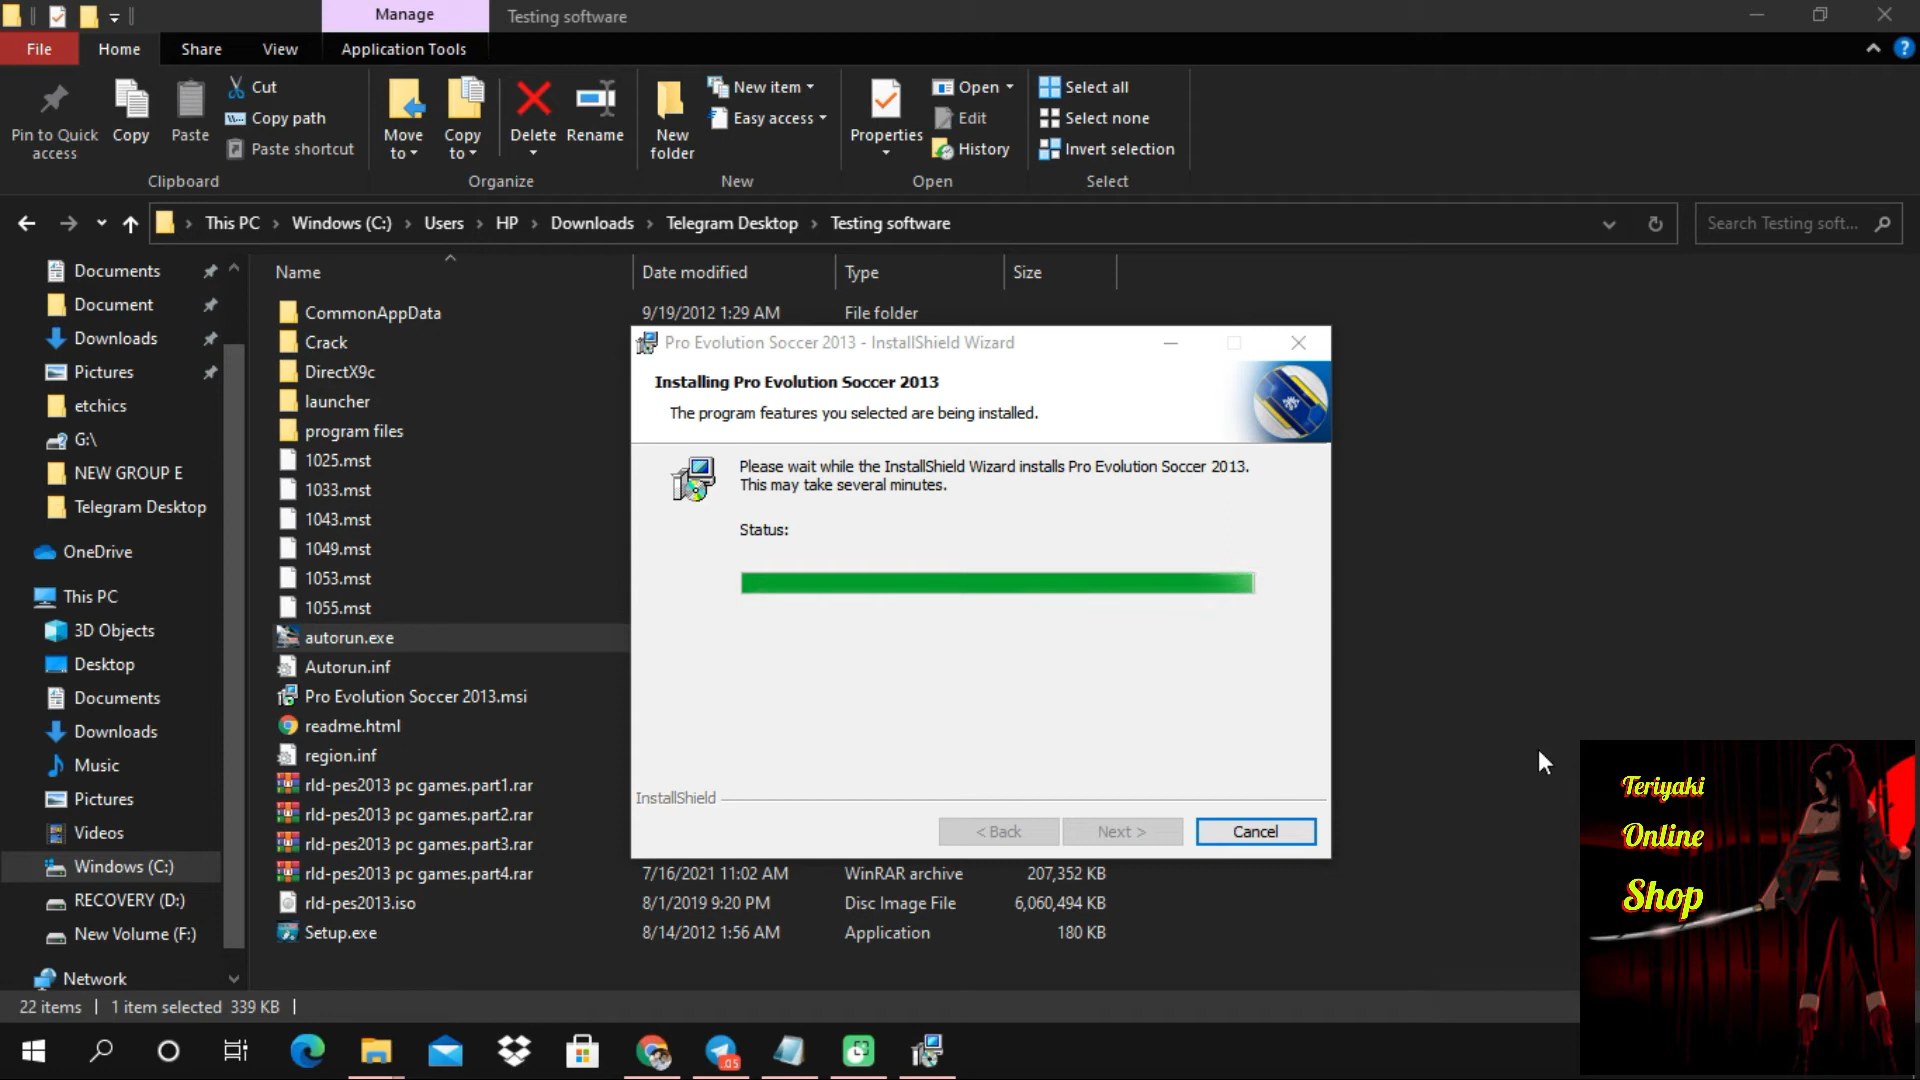 Manage
Testing software
File
Home
Share
View
Application Tools
Pin to Quick access
Copy
Paste
Cut
Copy path
Paste shortcut
Clipboard
Move to
Copy to
Delete
Rename
Organize
New folder
New item
Easy access
New
Properties
Open
Edit
History
Open
Select all
Select none
Invert selection
Select
This PC > Windows (C:) > Users > HP > Downloads > Telegram Desktop > Testing software
Search Testing soft...
Documents
Document
Downloads
Pictures
etchics
G:\
NEW GROUP E
Telegram Desktop
OneDrive
This PC
3D Objects
Desktop
Documents
Downloads
Music
Pictures
Videos
Windows (C:)
RECOVERY (D:)
New Volume (F:)
Network
Name Date modified Type Size
CommonAppData 9/19/2012 1:29 AM File folder
Crack
DirectX9c
launcher
program files
1025.mst
1033.mst
1043.mst
1049.mst
1053.mst
1055.mst
autorun.exe
Autorun.inf
Pro Evolution Soccer 2013.msi
readme.html
region.inf
rld-pes2013 pc games.part1.rar
rld-pes2013 pc games.part2.rar
rld-pes2013 pc games.part3.rar
rld-pes2013 pc games.part4.rar 7/16/2021 11:02 AM WinRAR archive 207,352 KB
rld-pes2013.iso 8/1/2019 9:20 PM Disc Image File 6,060,494 KB
Setup.exe 8/14/2012 1:56 AM Application 180 KB
Pro Evolution Soccer 2013 - InstallShield Wizard
Installing Pro Evolution Soccer 2013
The program features you selected are being installed.
Please wait while the InstallShield Wizard installs Pro Evolution Soccer 2013.
This may take several minutes.
Status:
InstallShield
< Back
Next >
Cancel
Teriyaki
Online
Shop
22 items
1 item selected 339 KB